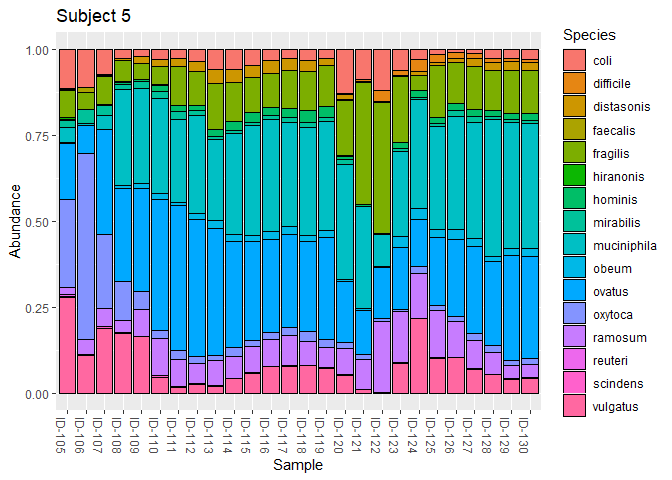 Subject 5
Abundance
1.00
0.75
0.50
0.25
0.00
ID-105
ID-106
ID-107
ID-108
ID-109
ID-110
ID-111
ID-112
ID-113
ID-114
ID-115
ID-116
ID-117
ID-118
ID-119
ID-120
ID-121
ID-122
ID-123
ID-124
ID-125
ID-126
ID-127
ID-128
ID-129
ID-130
Sample
Species
coli
difficile
distasonis
faecalis
fragilis
hiranonis
hominis
mirabilis
muciniphila
obeum
ovatus
oxytoca
ramosum
reuteri
scindens
vulgatus